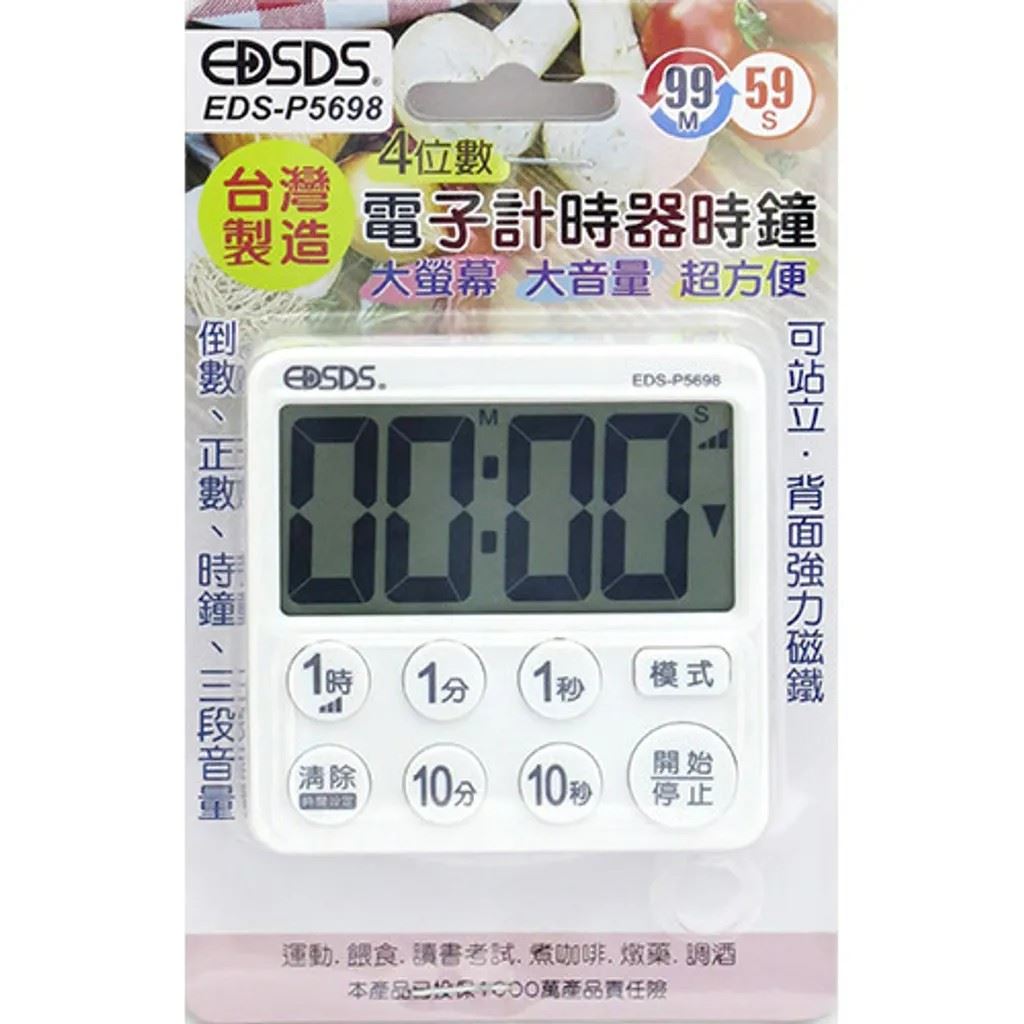 EDSDS®
EDS-P5698
99 M
59 S
台灣
製造
4位數
電子計時器時鐘
大螢幕 大音量 超方便
倒數、正數、時鐘、三段音量
可站立．背面強力磁鐵
EDSDS®
EDS-P5698
M S
00:00
1時 1分 1秒 模式
清除 10分 10秒 開始
時間設定 停止
運動. 餵食. 讀書考試. 煮咖啡. 燉藥. 調酒
本產品已投保1000萬產品責任險